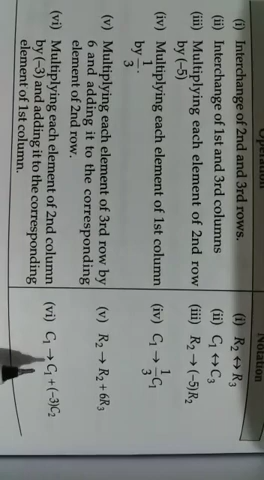 Operation Notation
(i) Interchange of 2nd and 3rd rows. (i) R₂ ↔ R₃
(ii) Interchange of 1st and 3rd columns (ii) C₁ ↔ C₃
(iii) Multiplying each element of 2nd row (iii) R₂ → (–5)R₂
by (–5)
(iv) Multiplying each element of 1st column (iv) C₁ → 1/3 C₁
by 1/3.
(v) Multiplying each element of 3rd row by (v) R₂ → R₂ + 6R₃
6 and adding it to the corresponding
element of 2nd row.
(vi) Multiplying each element of 2nd column (vi) C₁ → C₁ + (–3)C₂
by (–3) and adding it to the corresponding
element of 1st column.